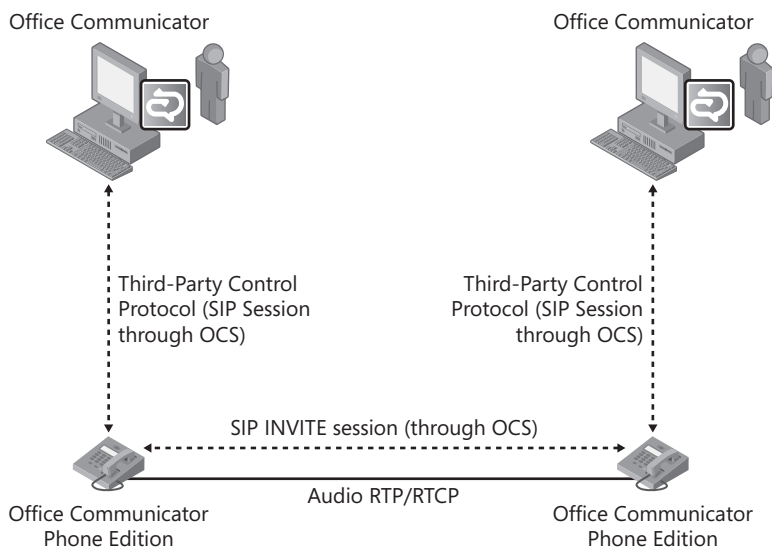 Office Communicator
Office Communicator
Third-Party Control
Protocol (SIP Session
through OCS)
Third-Party Control
Protocol (SIP Session
through OCS)
SIP INVITE session (through OCS)
Audio RTP/RTCP
Office Communicator
Phone Edition
Office Communicator
Phone Edition